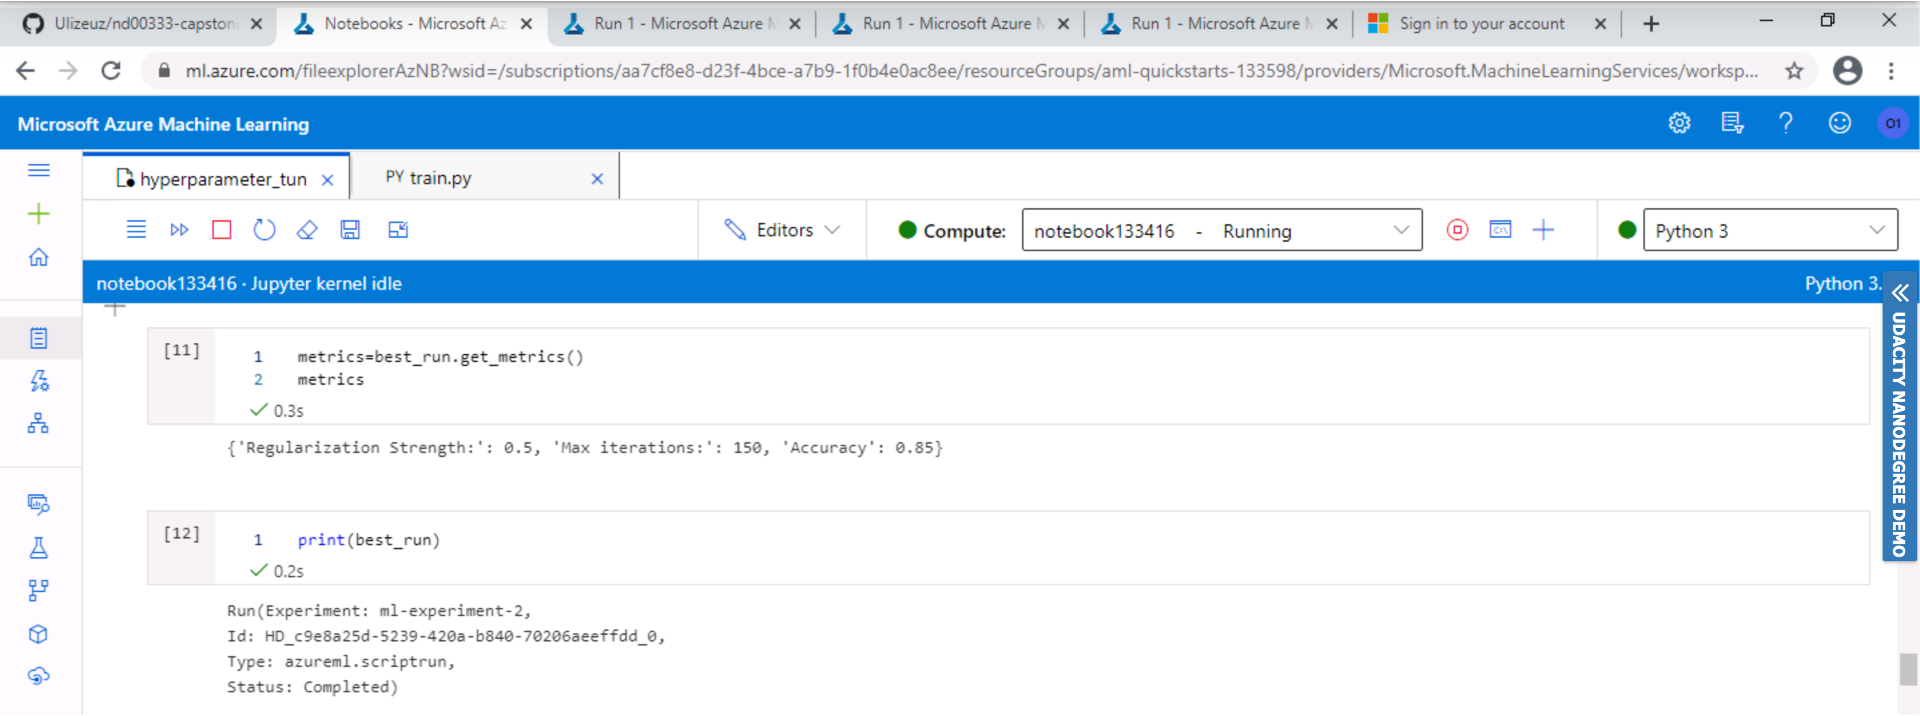 Ulizeuz/nd00333-capston
Notebooks - Microsoft Az
Run 1 - Microsoft Azure M
Run 1 - Microsoft Azure M
Run 1 - Microsoft Azure M
Sign in to your account
ml.azure.com/fileexplorerAzNB?wsid=/subscriptions/aa7cf8e8-d23f-4bce-a7b9-1f0b4e0ac8ee/resourceGroups/aml-quickstarts-133598/providers/Microsoft.MachineLearningServices/worksp...
Microsoft Azure Machine Learning
O1
hyperparameter_tun
PY train.py
Editors
Compute:
notebook133416 - Running
Python 3
notebook133416 · Jupyter kernel idle
Python 3.
UDACITY NANODEGREE DEMO
[11]
1 metrics=best_run.get_metrics()
2 metrics
0.3s
{'Regularization Strength:': 0.5, 'Max iterations:': 150, 'Accuracy': 0.85}
[12]
1 print(best_run)
0.2s
Run(Experiment: ml-experiment-2,
Id: HD_c9e8a25d-5239-420a-b840-70206aeeffdd_0,
Type: azureml.scriptrun,
Status: Completed)